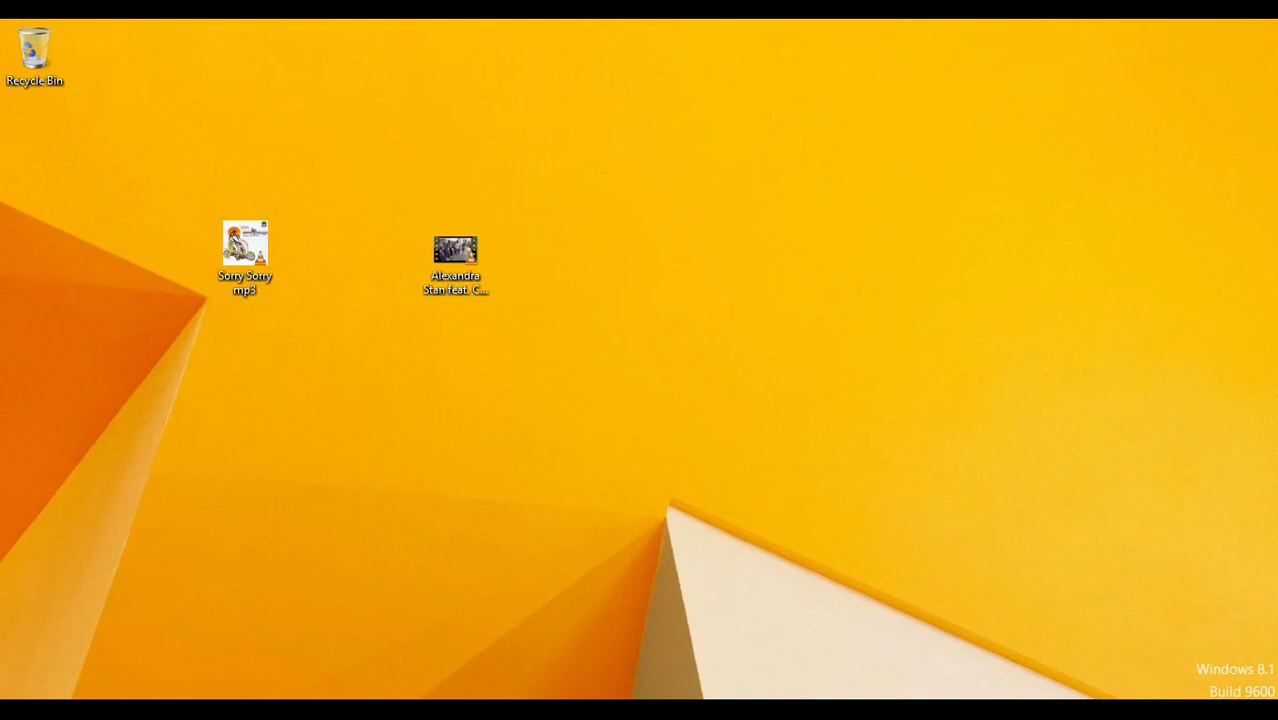 Recycle Bin
Sorry Sorry
mp3
Alexandra
Stan feat. C...
Windows 8.1
Build 9600